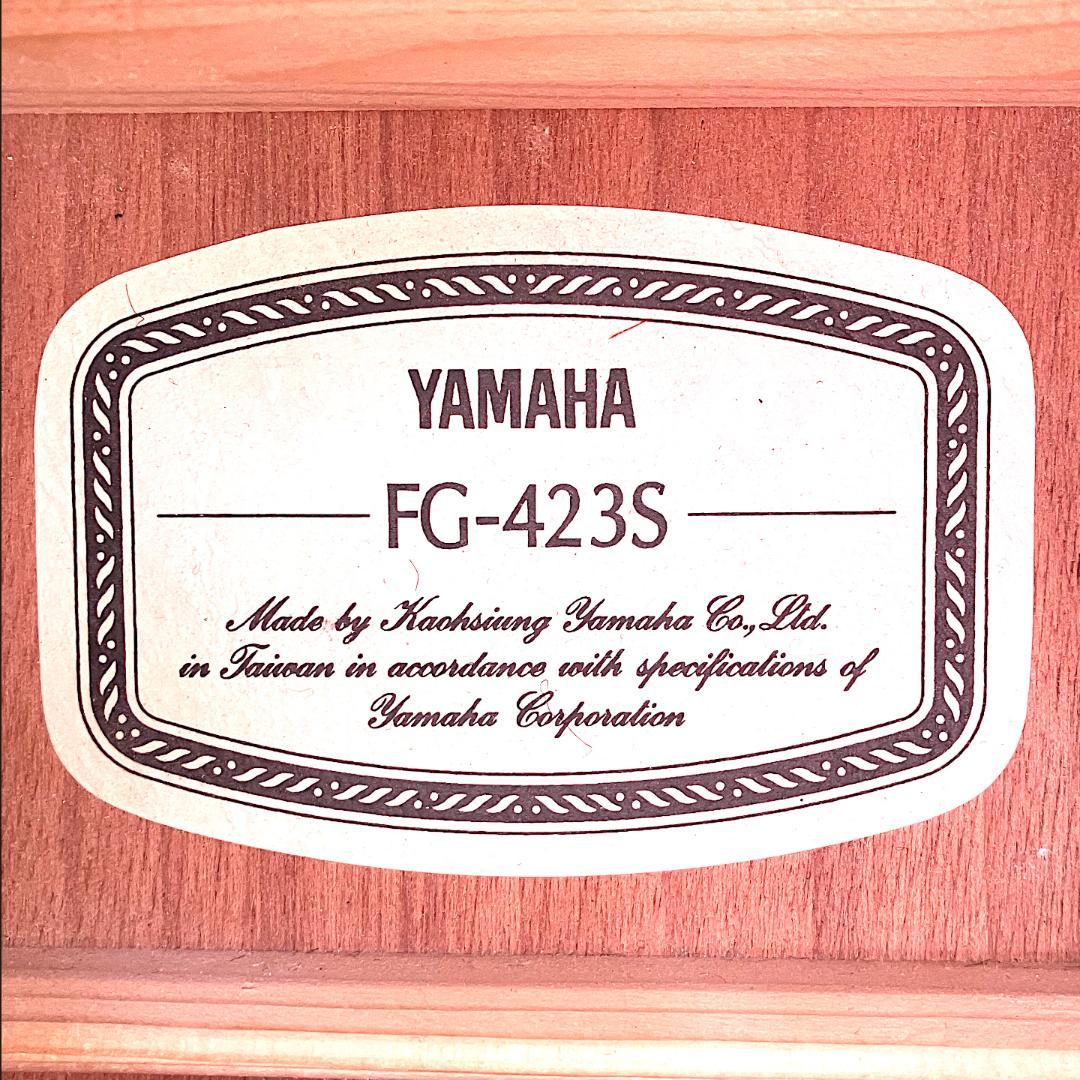 YAMAHA
FG-423S
Made by Kaohsiung Yamaha Co., Ltd.
in Taiwan in accordance with specifications of
Yamaha Corporation